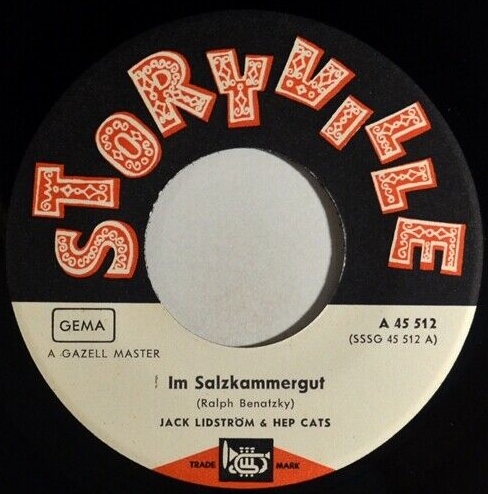 STORYVILLE
GEMA
A GAZELL MASTER
A 45 512
(SSSG 45 512 A)
Im Salzkammergut
(Ralph Benatzky)
JACK LIDSTRÖM & HEP CATS
TRADE MARK